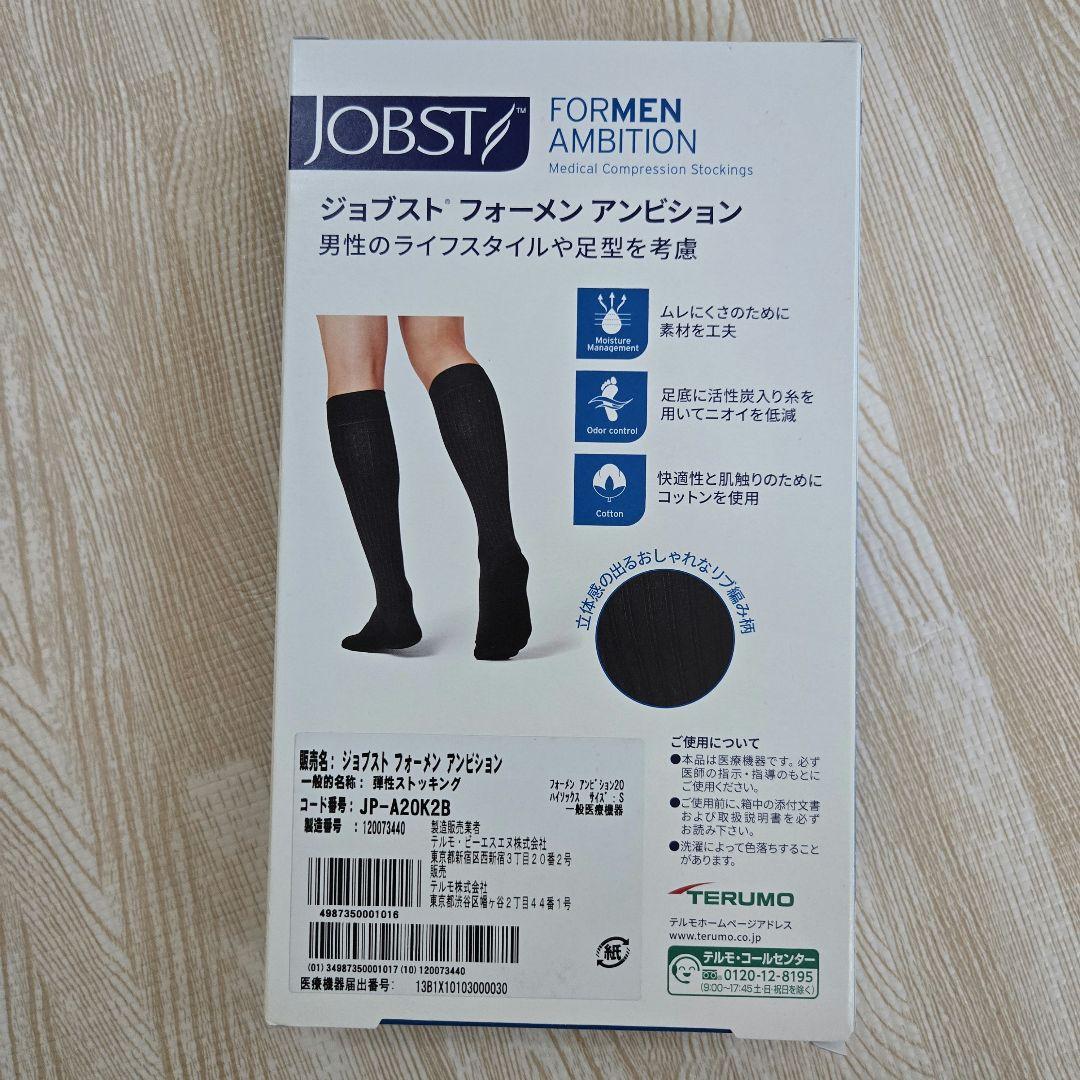 JOBST™
FORMEN
AMBITION
Medical Compression Stockings
ジョブスト® フォーメン アンビション
男性のライフスタイルや足型を考慮
Moisture
Management
ムレにくさのために
素材を工夫
Odor control
足底に活性炭入り糸を
用いてニオイを低減
Cotton
快適性と肌触りのために
コットンを使用
立体感の出るおしゃれなリブ編み柄
販売名: ジョブスト フォーメン アンビション
一般的名称: 弾性ストッキング
フォーメン アンビション20
ハイソックス サイズ:S
一般医療機器
コード番号: JP-A20K2B
製造番号 : 120073440
製造販売業者
テルモ・ビーエスエヌ株式会社
東京都新宿区西新宿3丁目20番2号
販売
テルモ株式会社
東京都渋谷区幡ヶ谷2丁目44番1号
4987350001016
(01)34987350001017(10)120073440
医療機器届出番号: 13B1X10103000030
紙
ご使用について
●本品は医療機器です。必ず
医師の指示・指導のもとに
ご使用ください。
●ご使用前に、箱中の添付文書
および取扱説明書を必ず
お読み下さい。
●洗濯によって色落ちすること
があります。
TERUMO
テルモホームページアドレス
www.terumo.co.jp
テルモ・コールセンター
0120-12-8195
(9:00~17:45 土・日・祝日を除く)